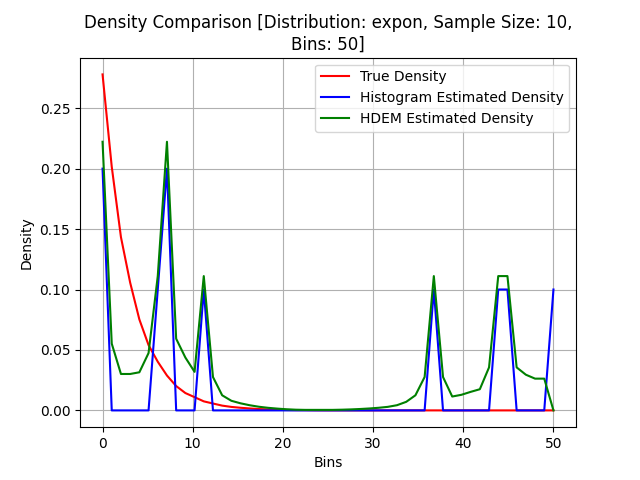 Density Comparison [Distribution: expon, Sample Size: 10,
Bins: 50]
True Density
Histogram Estimated Density
HDEM Estimated Density
Density
0.25
0.20
0.15
0.10
0.05
0.00
0 10 20 30 40 50
Bins